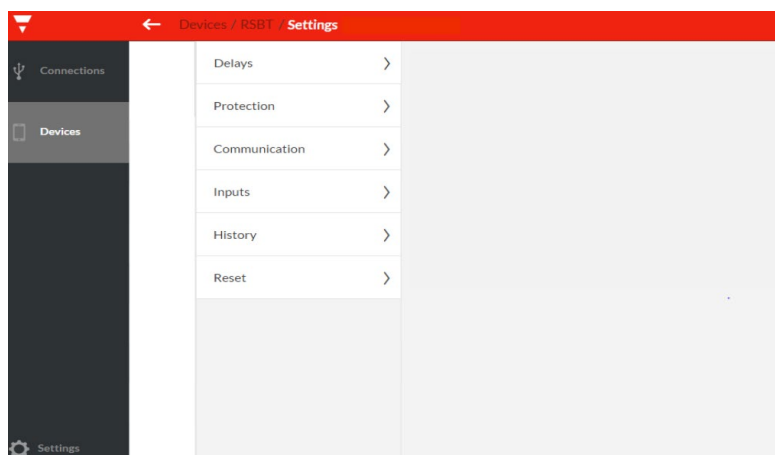 Devices / RSBT / Settings
Connections
Devices
Settings
Delays
Protection
Communication
Inputs
History
Reset